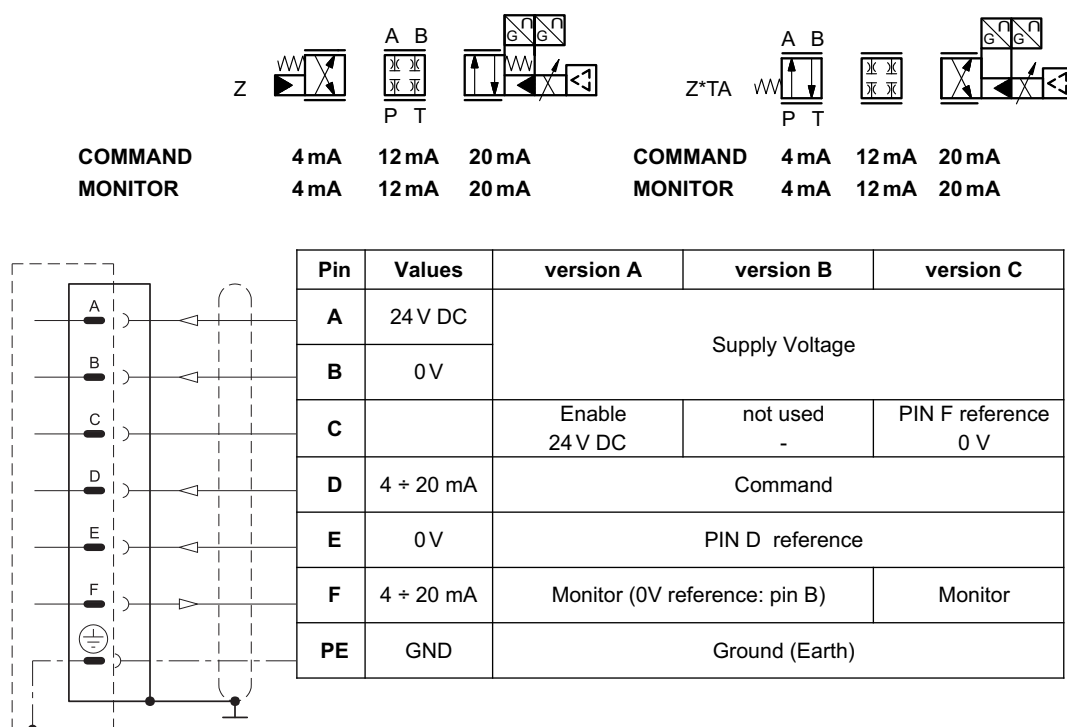 A B
G G
Z
P T
COMMAND 4 mA 12 mA 20 mA
MONITOR 4 mA 12 mA 20 mA
A B
G G
Z*TA
P T
COMMAND 4 mA 12 mA 20 mA
MONITOR 4 mA 12 mA 20 mA
A
B
C
D
E
F
Pin Values version A version B version C
A 24 V DC Supply Voltage
B 0 V
C Enable 24 V DC not used - PIN F reference 0 V
D 4 ÷ 20 mA Command
E 0 V PIN D reference
F 4 ÷ 20 mA Monitor (0V reference: pin B) Monitor
PE GND Ground (Earth)